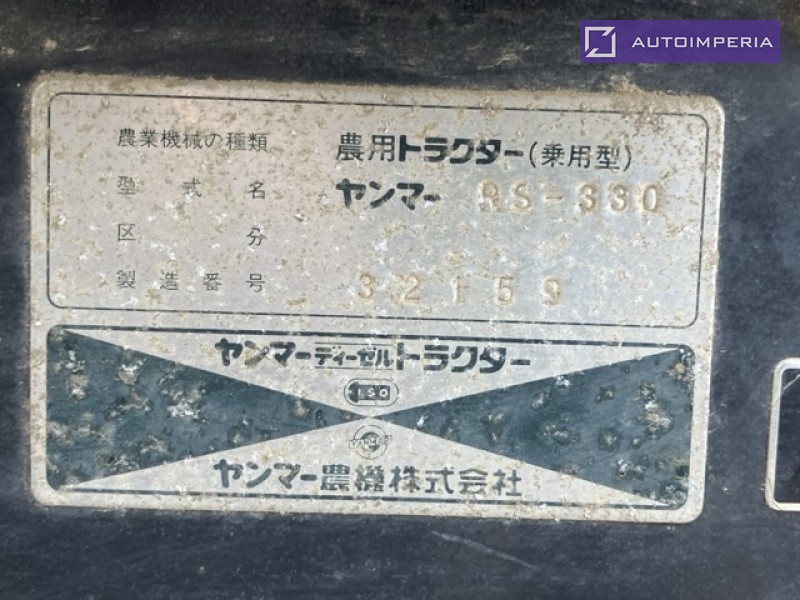 AUTOIMPERIA
農業機械の種類 農用トラクター(乗用型)
型式名 ヤンマー RS-330
区分
製造番号 32159
ヤンマーディーゼルトラクター
ISO
YANMAR
ヤンマー農機株式会社